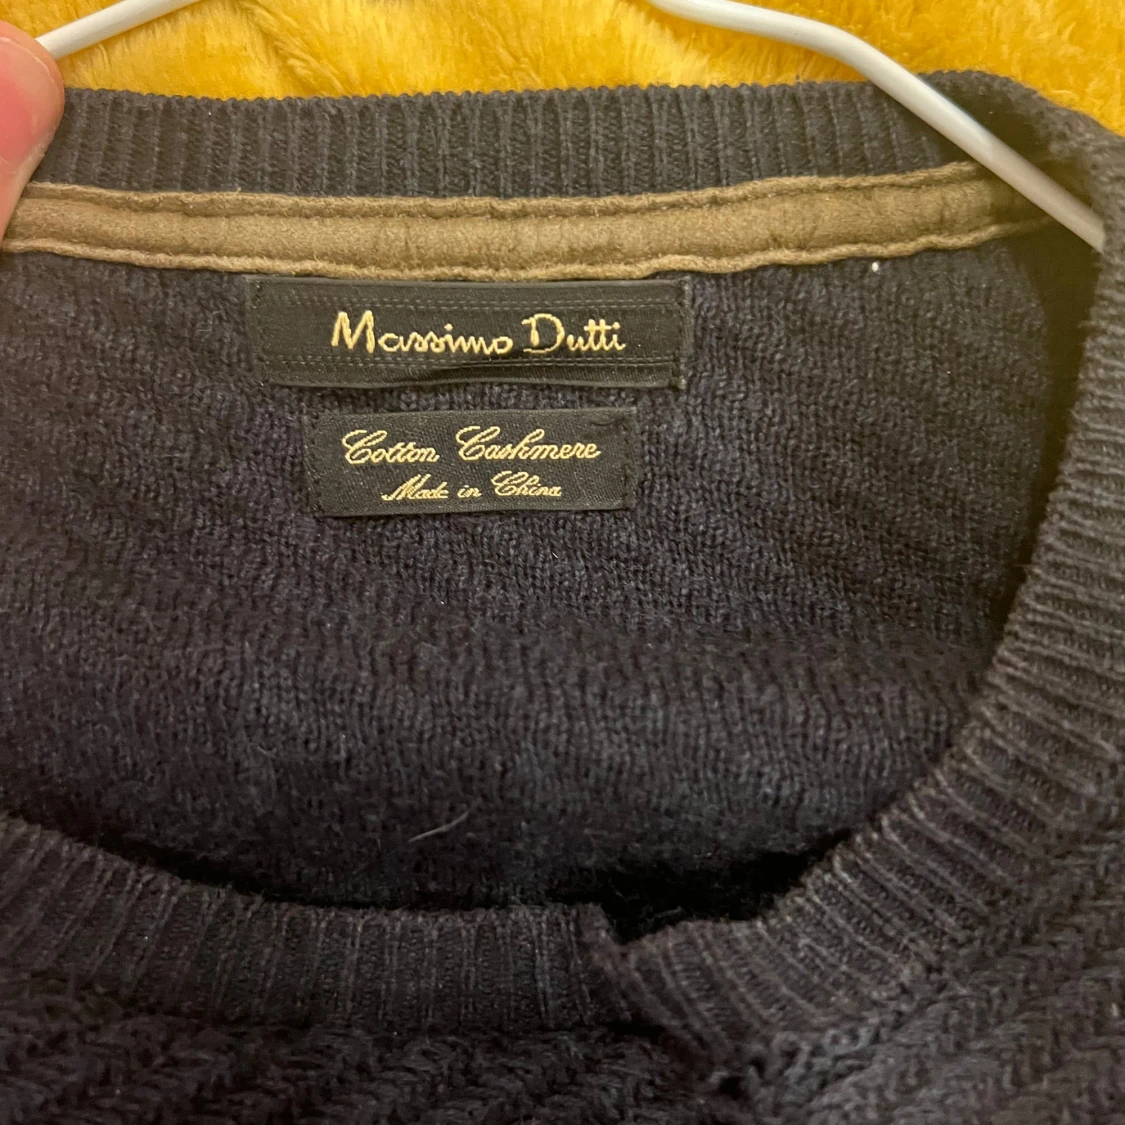 Massimo Dutti
Cotton Cashmere
Made in China